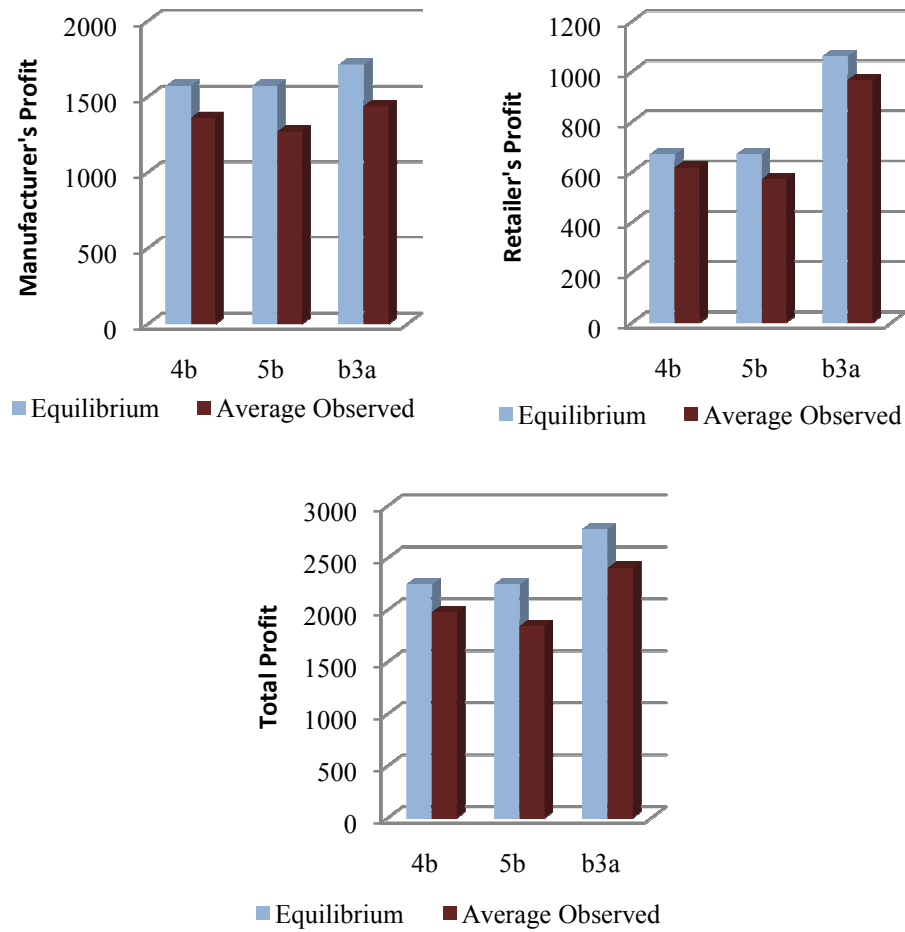 Manufacturer's Profit
2000
1500
1000
500
0
4b 5b b3a
Equilibrium Average Observed
Retailer's Profit
1200
1000
800
600
400
200
0
4b 5b b3a
Equilibrium Average Observed
Total Profit
3000
2500
2000
1500
1000
500
0
4b 5b b3a
Equilibrium Average Observed